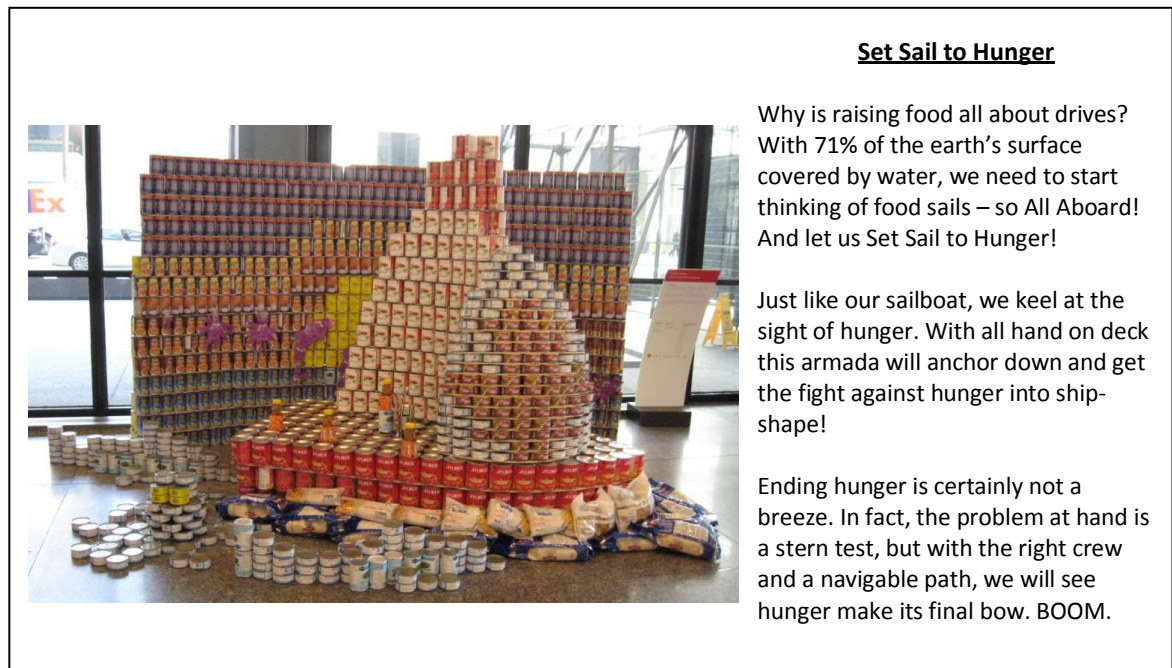 Set Sail to Hunger
Why is raising food all about drives?
With 71% of the earth’s surface
covered by water, we need to start
thinking of food sails – so All Aboard!
And let us Set Sail to Hunger!
Just like our sailboat, we keel at the
sight of hunger. With all hand on deck
this armada will anchor down and get
the fight against hunger into ship-
shape!
Ending hunger is certainly not a
breeze. In fact, the problem at hand is
a stern test, but with the right crew
and a navigable path, we will see
hunger make its final bow. BOOM.
Ex
AYLMER